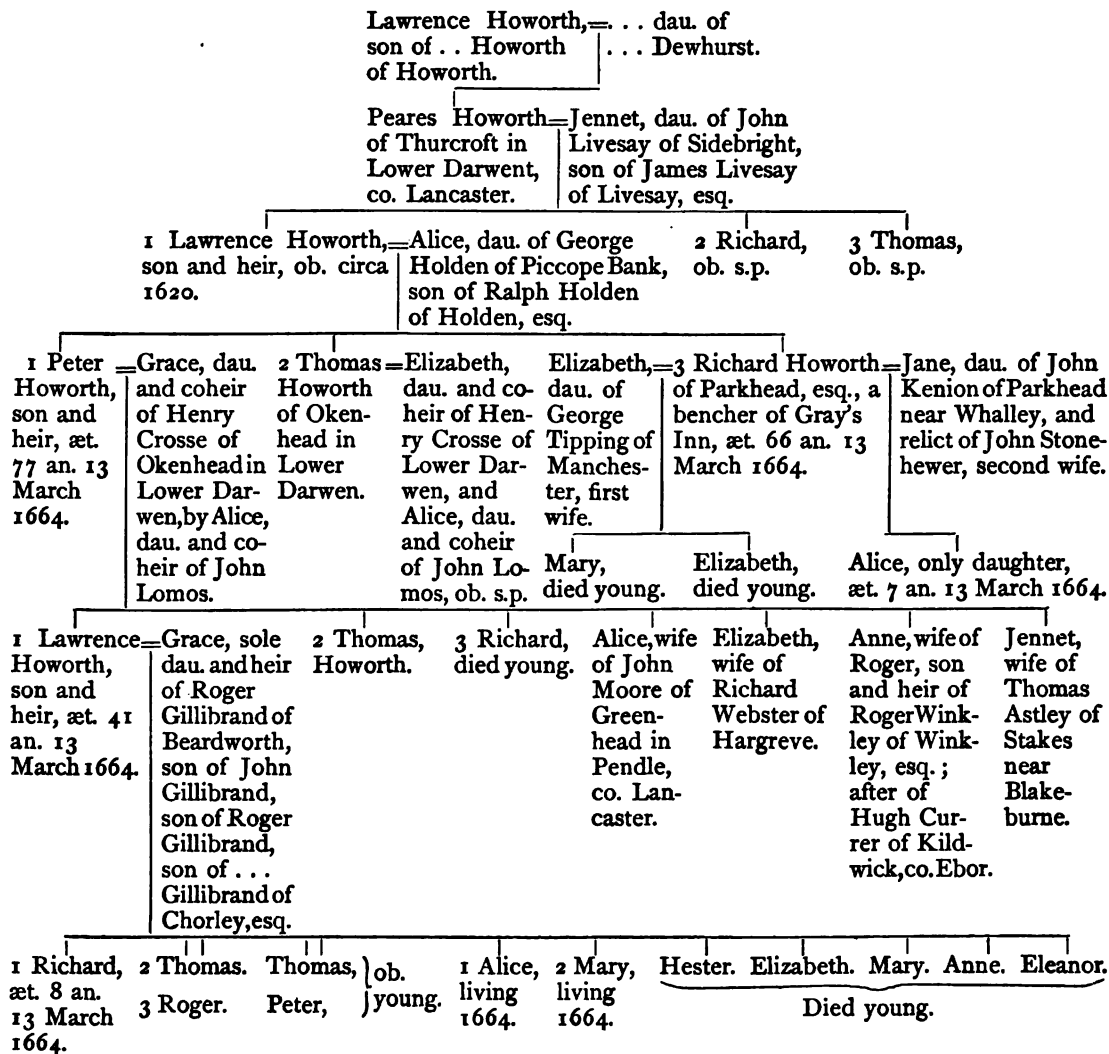 Lawrence Howorth,=. . . dau. of
son of . . Howorth
. . . Dewhurst.
of Howorth.
Peares Howorth=Jennet, dau. of John
of Thurcroft in
Lower Darwent,
co. Lancaster.
Livesay of Sidebright,
son of James Livesay
of Livesay, esq.
1 Lawrence Howorth,=Alice, dau. of George
son and heir, ob. circa
1620.
Holden of Piccope Bank,
son of Ralph Holden
of Holden, esq.
2 Richard,
ob. s.p.
3 Thomas,
ob. s.p.
1 Peter
Howorth,
son and
heir, æt.
77 an. 13
March
1664.
=Grace, dau.
and coheir
of Henry
Crosse of
Okenhead in
Lower Dar-
wen,by Alice,
dau. and co-
heir of John
Lomos.
2 Thomas
Howorth
of Oken-
head in
Lower
Darwen.
=Elizabeth,
dau. and co-
heir of Hen-
ry Crosse of
Lower Dar-
wen, and
Alice, dau.
and coheir
of John Lo-
mos, ob. s.p.
Elizabeth,
dau. of
George
Tipping of
Manches-
ter, first
wife.
=3 Richard Howorth
of Parkhead, esq., a
bencher of Gray's
Inn, æt. 66 an. 13
March 1664.
=Jane, dau. of John
Kenion of Parkhead
near Whalley, and
relict of John Stone-
hewer, second wife.
Mary,
died young.
Elizabeth,
died young.
Alice, only daughter,
æt. 7 an. 13 March 1664.
1 Lawrence
Howorth,
son and
heir, æt. 41
an. 13
March 1664.
=Grace, sole
dau. and heir
of Roger
Gillibrand of
Beardworth,
son of John
Gillibrand,
son of Roger
Gillibrand,
son of . . .
Gillibrand of
Chorley,esq.
2 Thomas,
Howorth.
3 Richard,
died young.
Alice, wife
of John
Moore of
Green-
head in
Pendle,
co. Lan-
caster.
Elizabeth,
wife of
Richard
Webster of
Hargreve.
Anne, wife of
Roger, son
and heir of
Roger Wink-
ley of Wink-
ley, esq. ;
after of
Hugh Cur-
rer of Kild-
wick, co. Ebor.
Jennet,
wife of
Thomas
Astley of
Stakes
near
Blake-
burne.
1 Richard,
æt. 8 an.
13 March
1664.
2 Thomas.
3 Roger.
Thomas,
Peter,
ob.
young.
1 Alice,
living
1664.
2 Mary,
living
1664.
Hester. Elizabeth. Mary. Anne. Eleanor.
Died young.